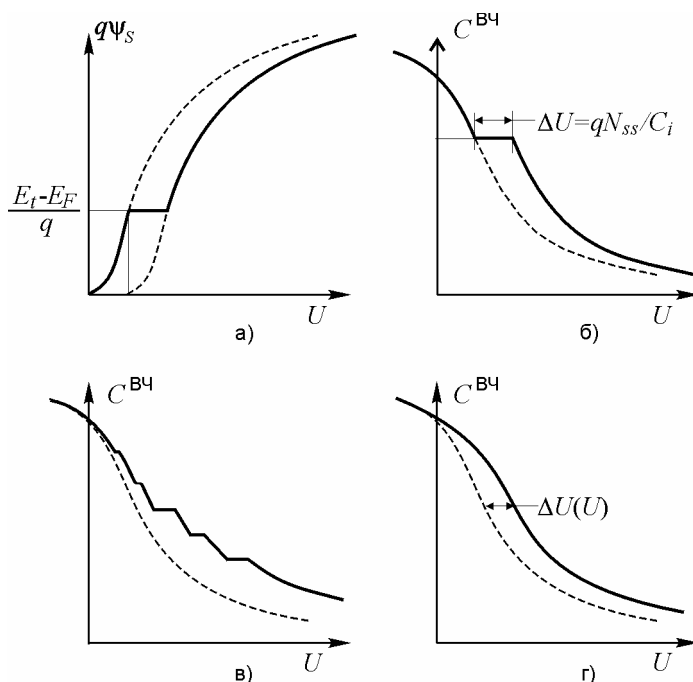 qψ_S
C^ВЧ
ΔU=qN_ss/C_i
E_t-E_F
q
U
U
а)
б)
C^ВЧ
C^ВЧ
ΔU(U)
U
U
в)
г)